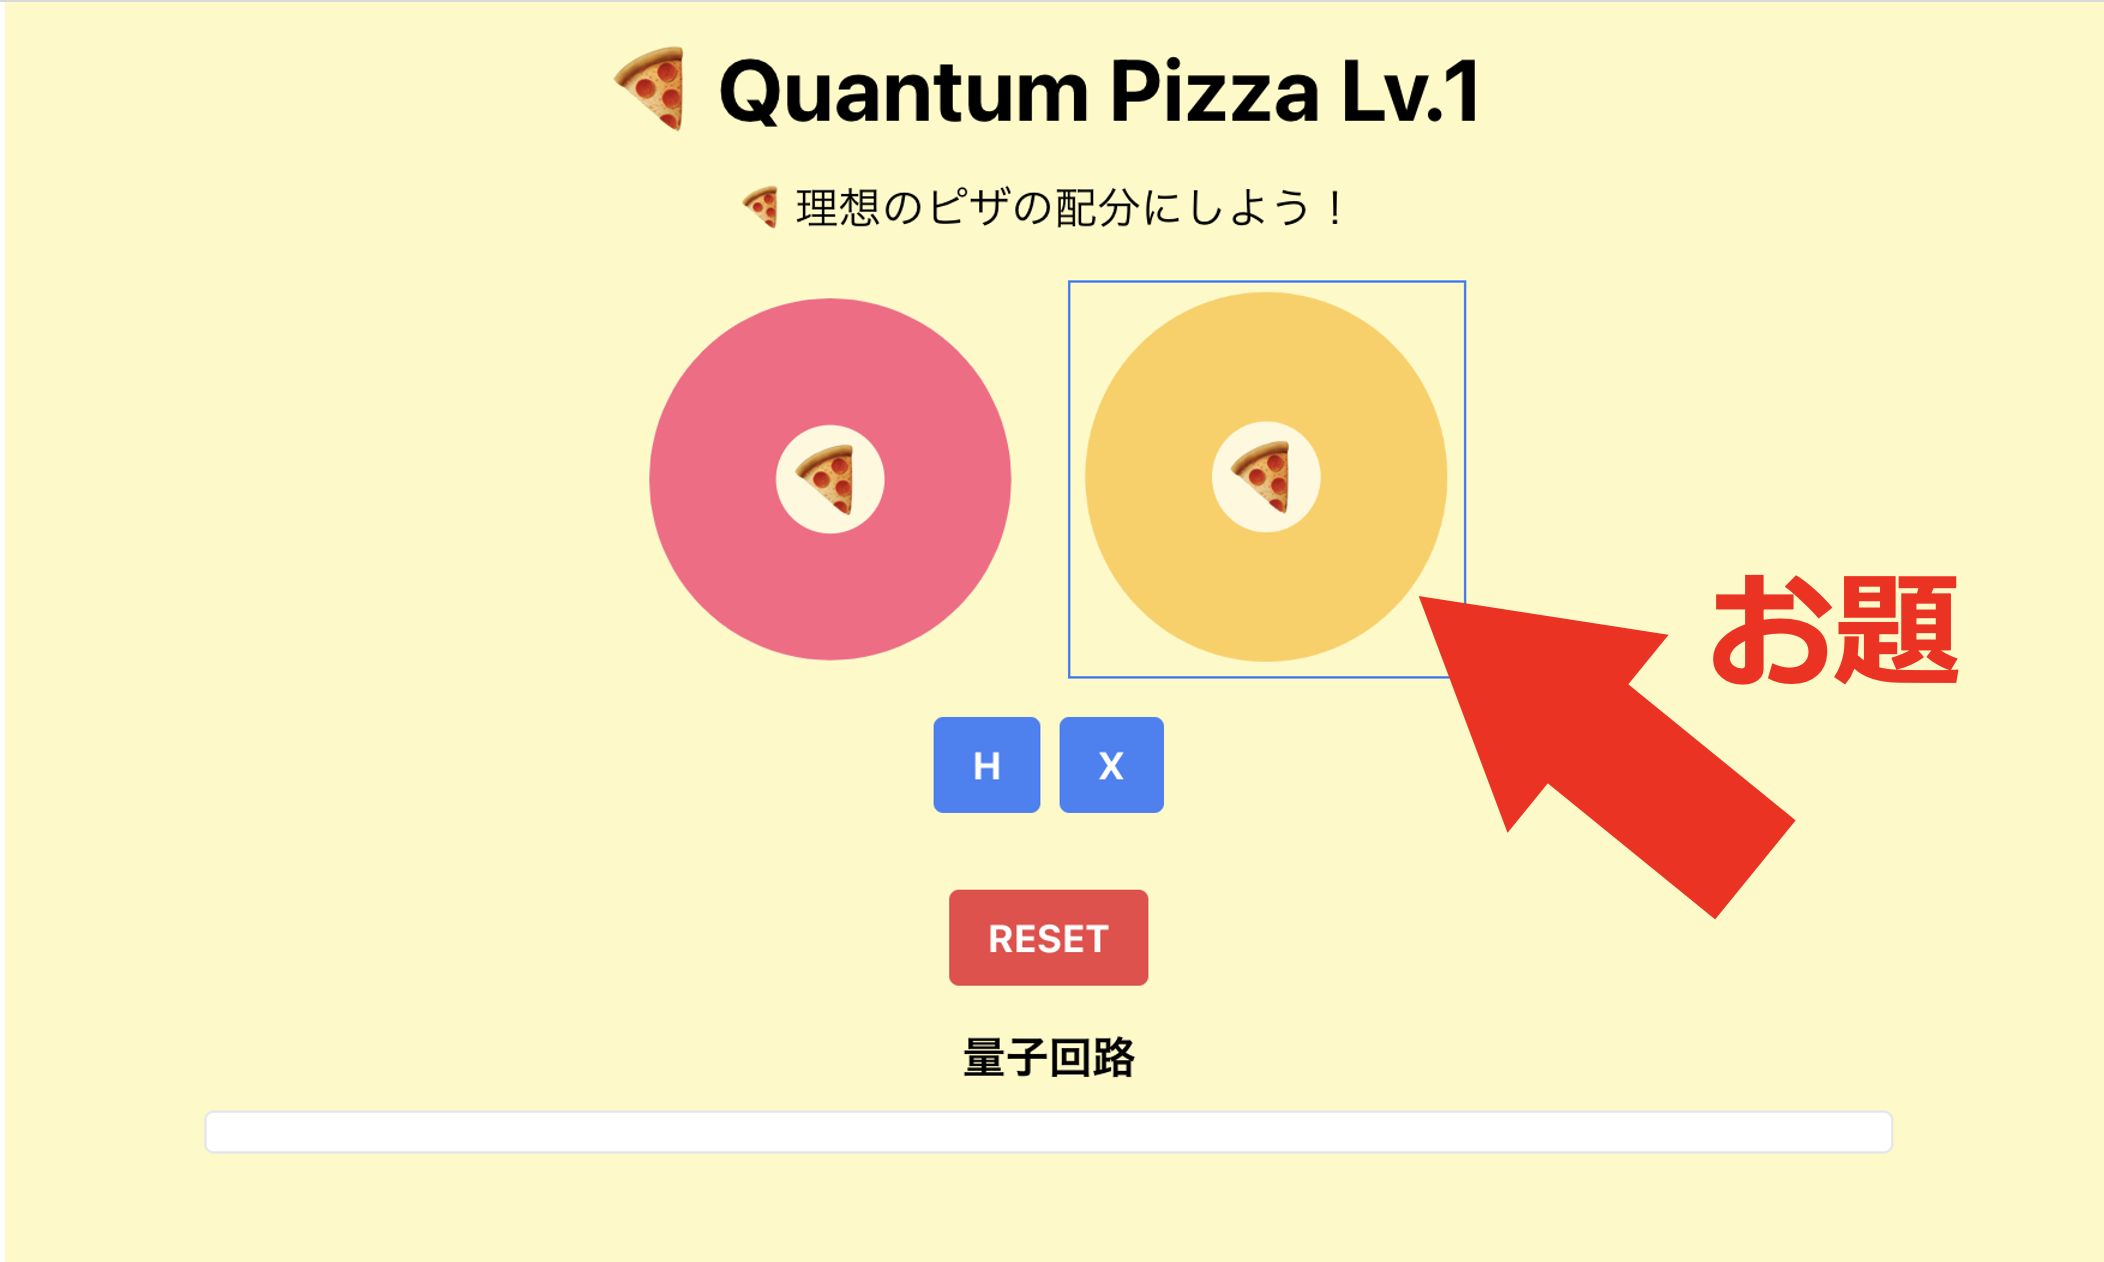 Quantum Pizza Lv.1
理想のピザの配分にしよう！
お題
H
X
RESET
量子回路